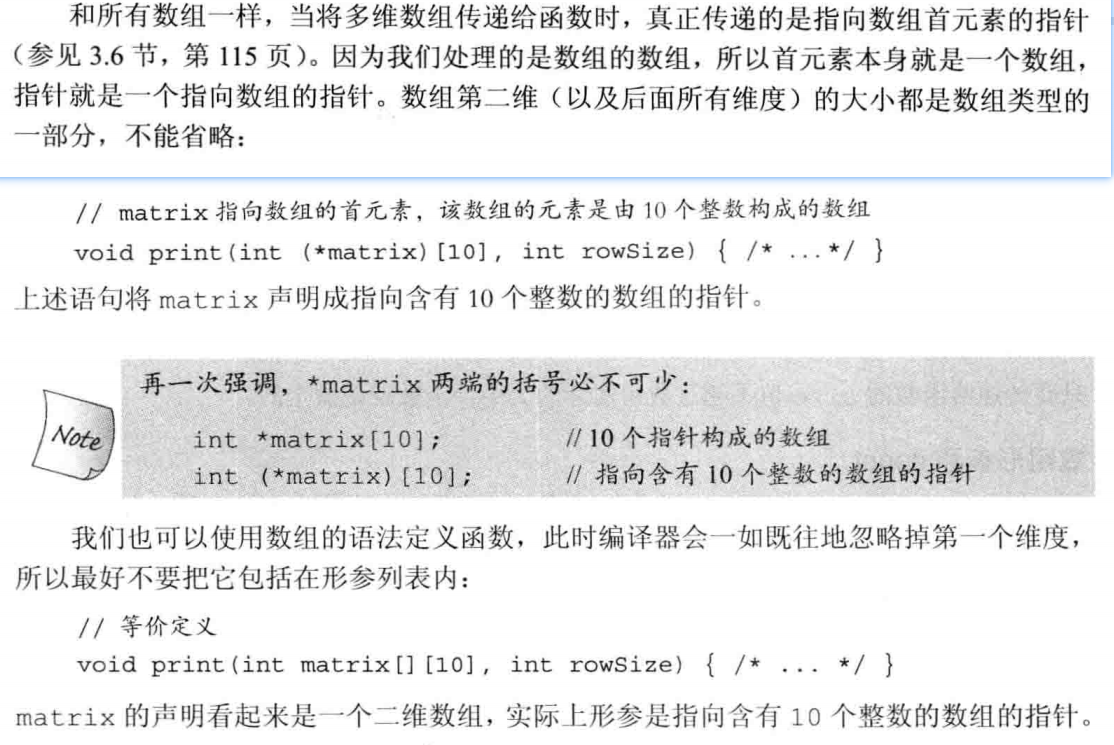 和所有数组一样，当将多维数组传递给函数时，真正传递的是指向数组首元素的指针
（参见 3.6 节，第 115 页）。因为我们处理的是数组的数组，所以首元素本身就是一个数组，
指针就是一个指向数组的指针。数组第二维（以及后面所有维度）的大小都是数组类型的
一部分，不能省略：
// matrix 指向数组的首元素，该数组的元素是由 10 个整数构成的数组
void print(int (*matrix)[10], int rowSize) { /* ...*/ }
上述语句将 matrix 声明成指向含有 10 个整数的数组的指针。
再一次强调，*matrix 两端的括号必不可少：
Note
int *matrix[10]; // 10 个指针构成的数组
int (*matrix)[10]; // 指向含有 10 个整数的数组的指针
我们也可以使用数组的语法定义函数，此时编译器会一如既往地忽略掉第一个维度，
所以最好不要把它包括在形参列表内：
// 等价定义
void print(int matrix[][10], int rowSize) { /* ... */ }
matrix 的声明看起来是一个二维数组，实际上形参是指向含有 10 个整数的数组的指针。